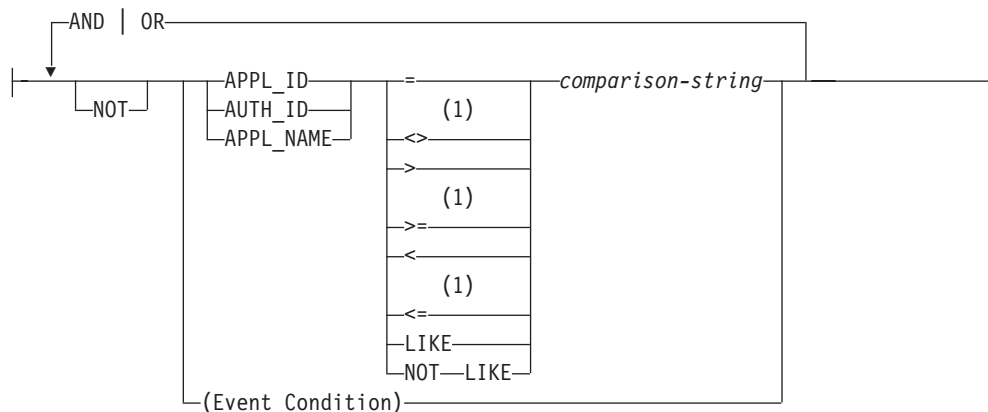 AND | OR
APPL_ID = comparison-string
NOT AUTH_ID (1)
APPL_NAME <>
>
(1)
>=
<
(1)
<=
LIKE
NOT LIKE
(Event Condition)